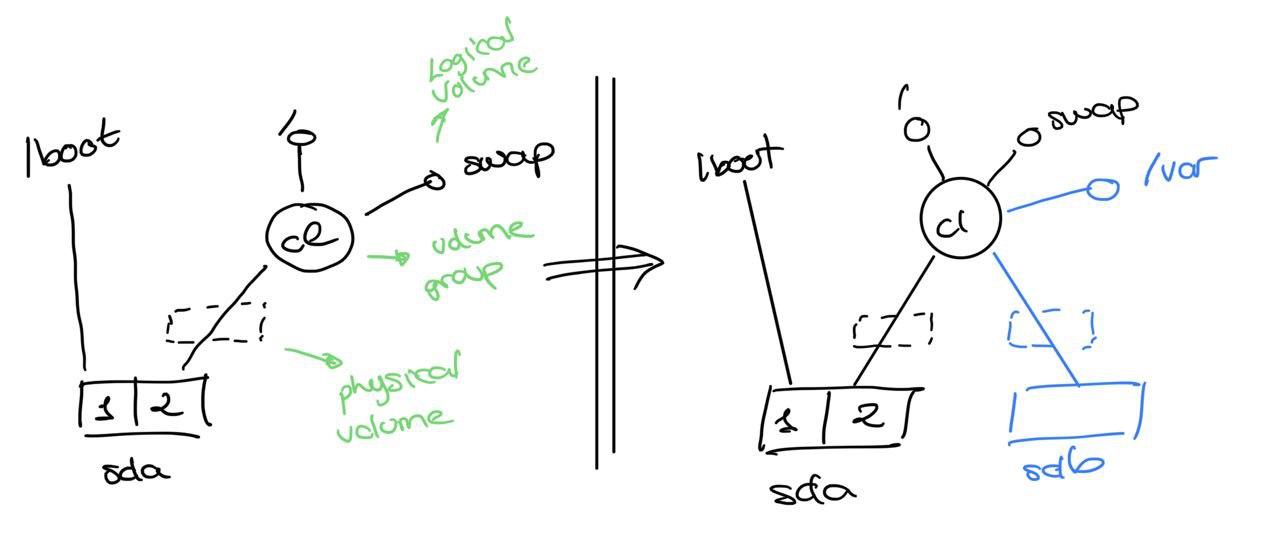 /boot
/
Logical
Volume
swap
cl
volume
group
1 2
physical
volume
sda
/boot
/
swap
/var
cl
1 2
sda
sdb